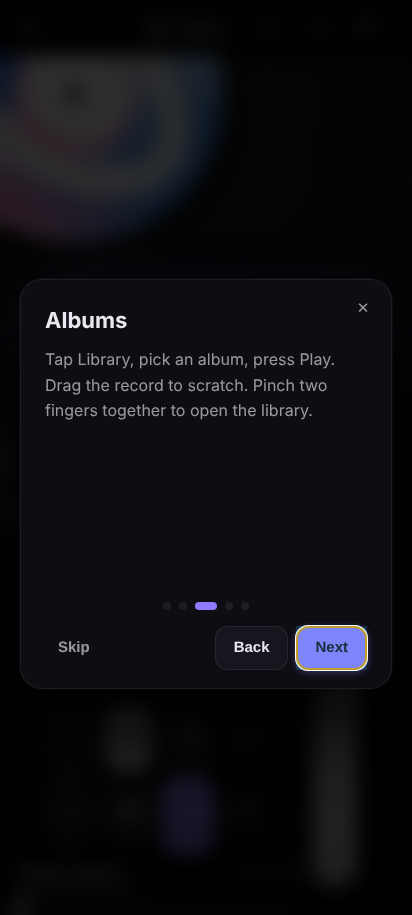 Albums
×
Tap Library, pick an album, press Play.
Drag the record to scratch. Pinch two
fingers together to open the library.
Skip
Back
Next